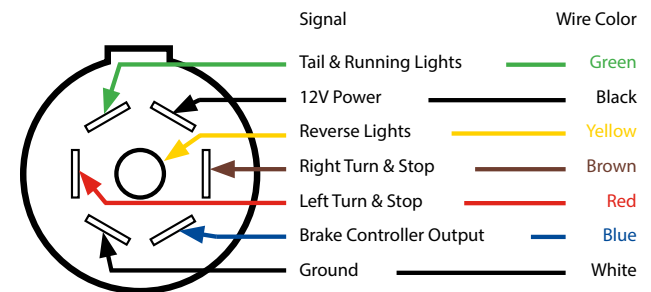 Signal Wire Color
Tail & Running Lights Green
12V Power Black
Reverse Lights Yellow
Right Turn & Stop Brown
Left Turn & Stop Red
Brake Controller Output Blue
Ground White